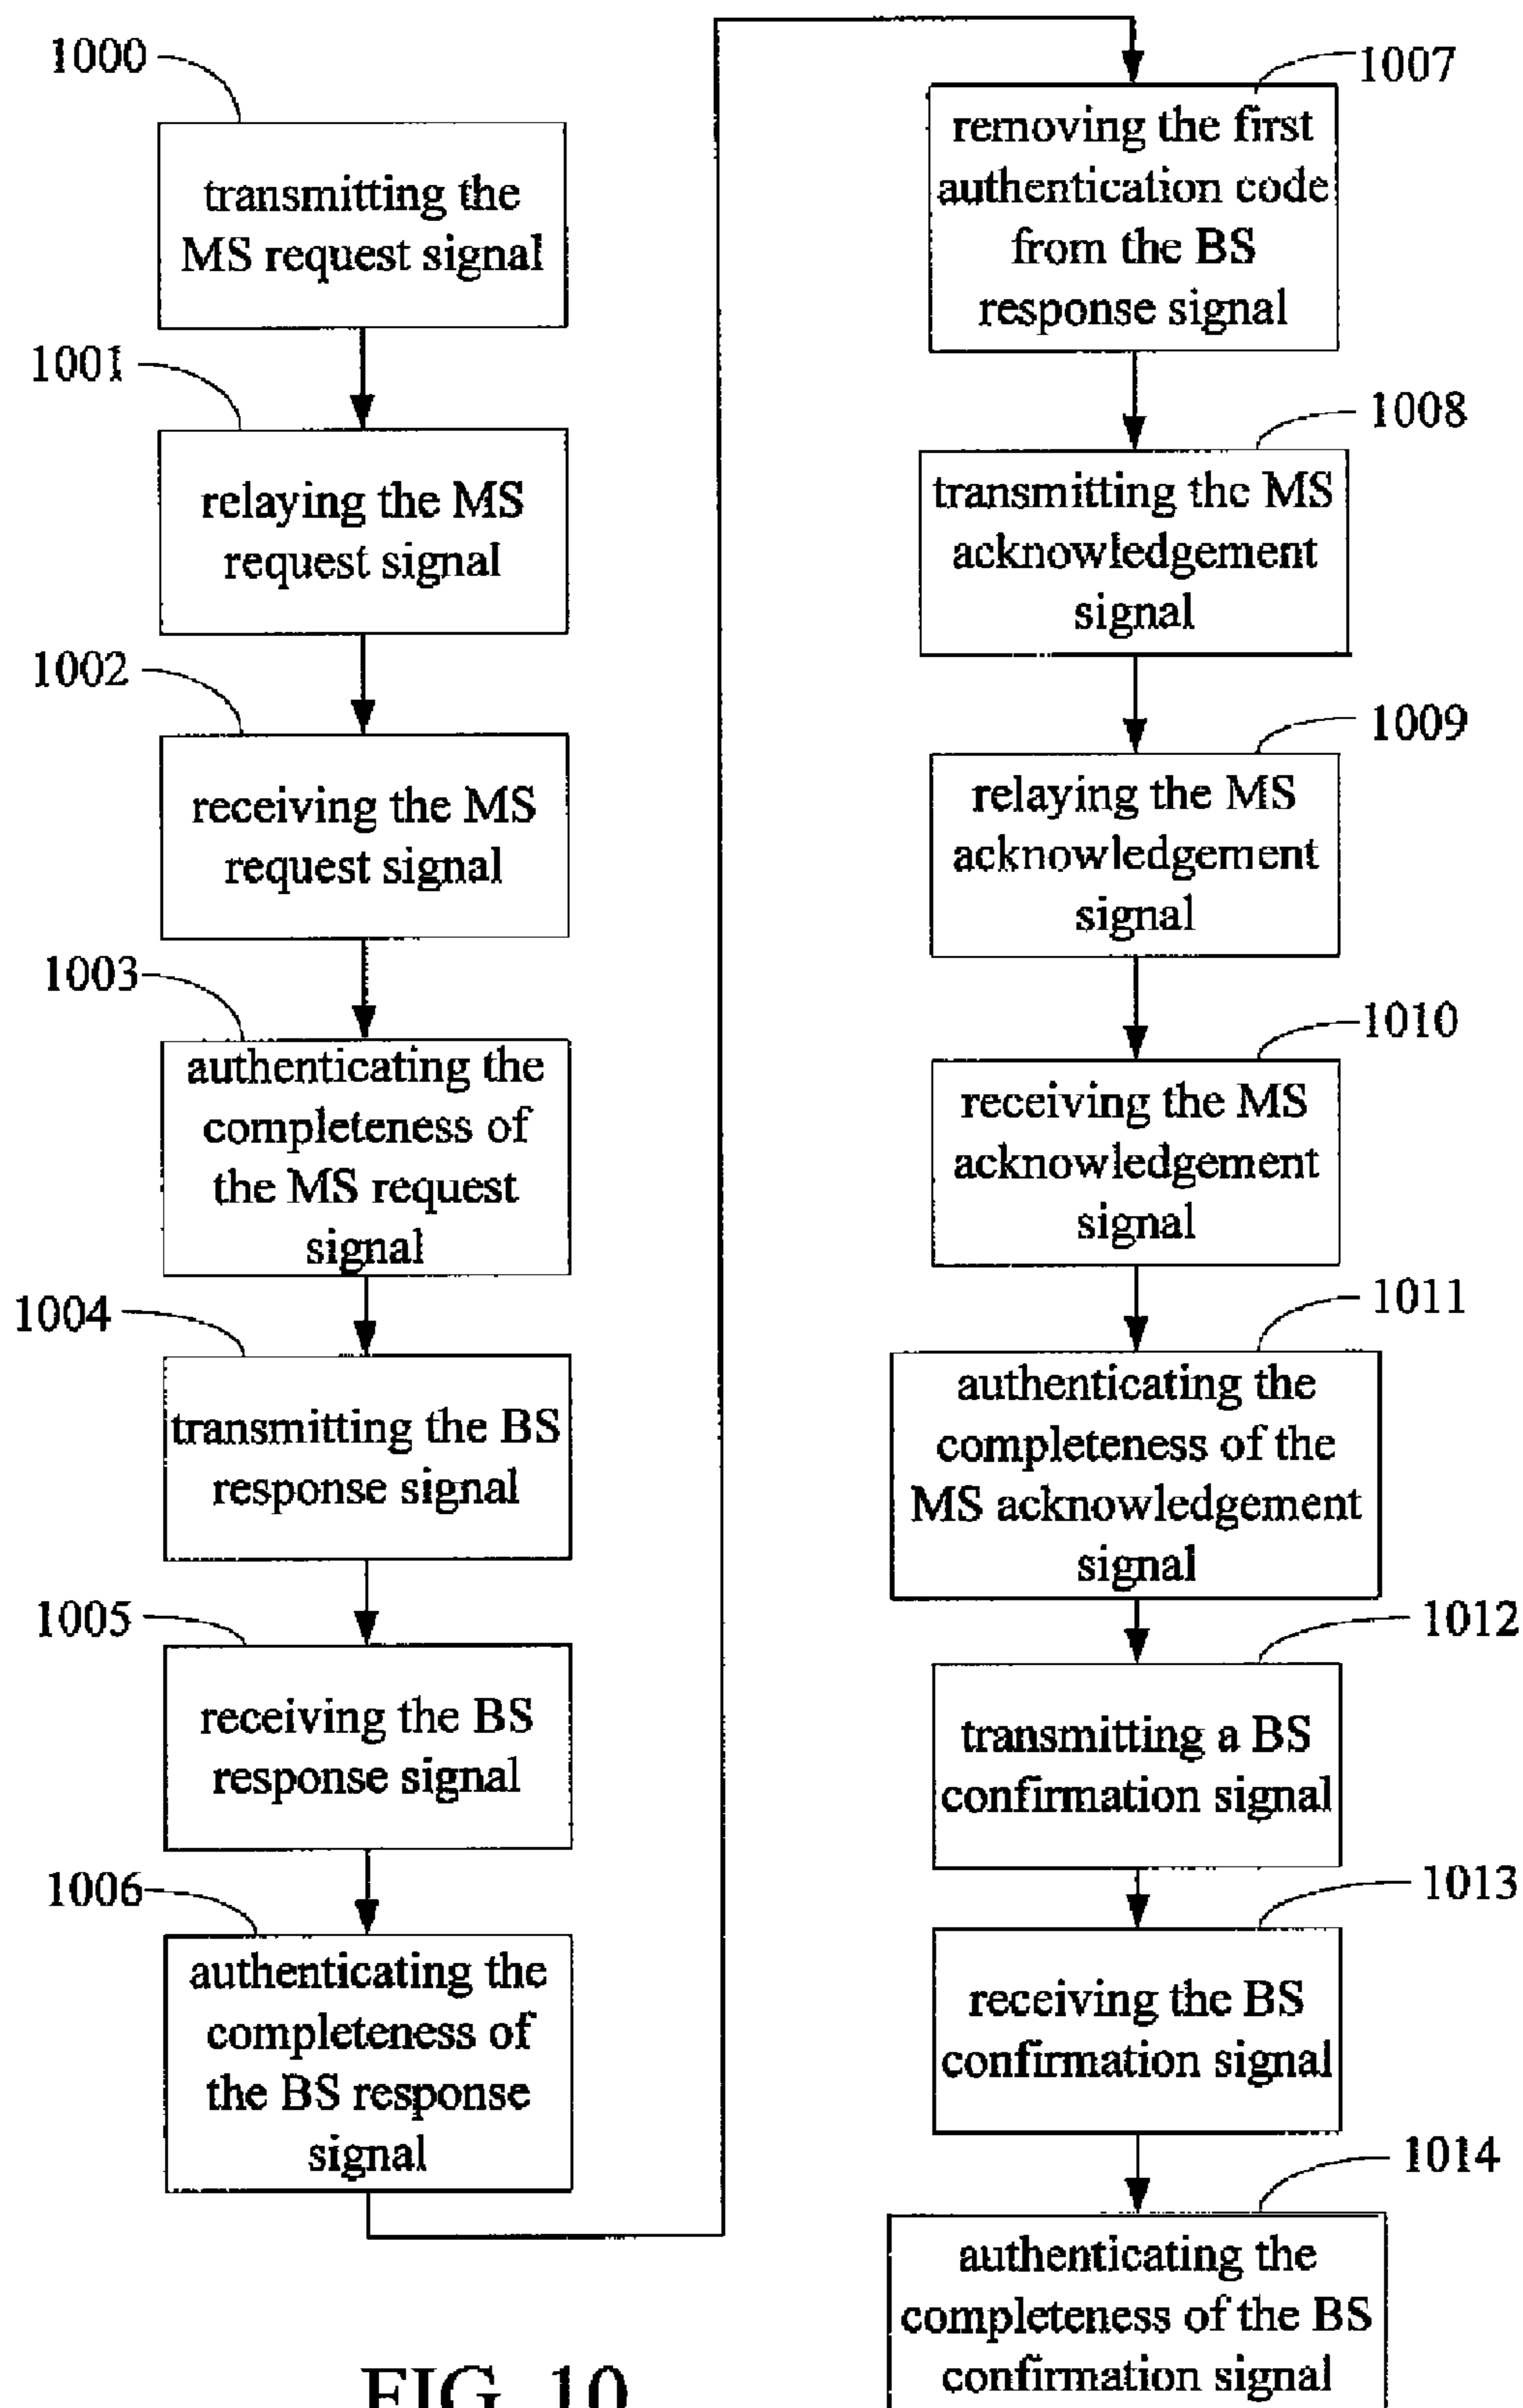 1000
transmitting the
MS request signal
1001
relaying the MS
request signal
1002
receiving the MS
request signal
1003
authenticating the
completeness of
the MS request
signal
1004
transmitting the BS
response signal
1005
receiving the BS
response signal
1006
authenticating the
completeness of
the BS response
signal
1007
removing the first
authentication code
from the BS
response signal
1008
transmitting the MS
acknowledgement
signal
1009
relaying the MS
acknowledgement
signal
1010
receiving the MS
acknowledgement
signal
1011
authenticating the
completeness of the
MS acknowledgement
signal
1012
transmitting a BS
confirmation signal
1013
receiving the BS
confirmation signal
1014
authenticating the
completeness of the BS
confirmation signal
FIG. 10